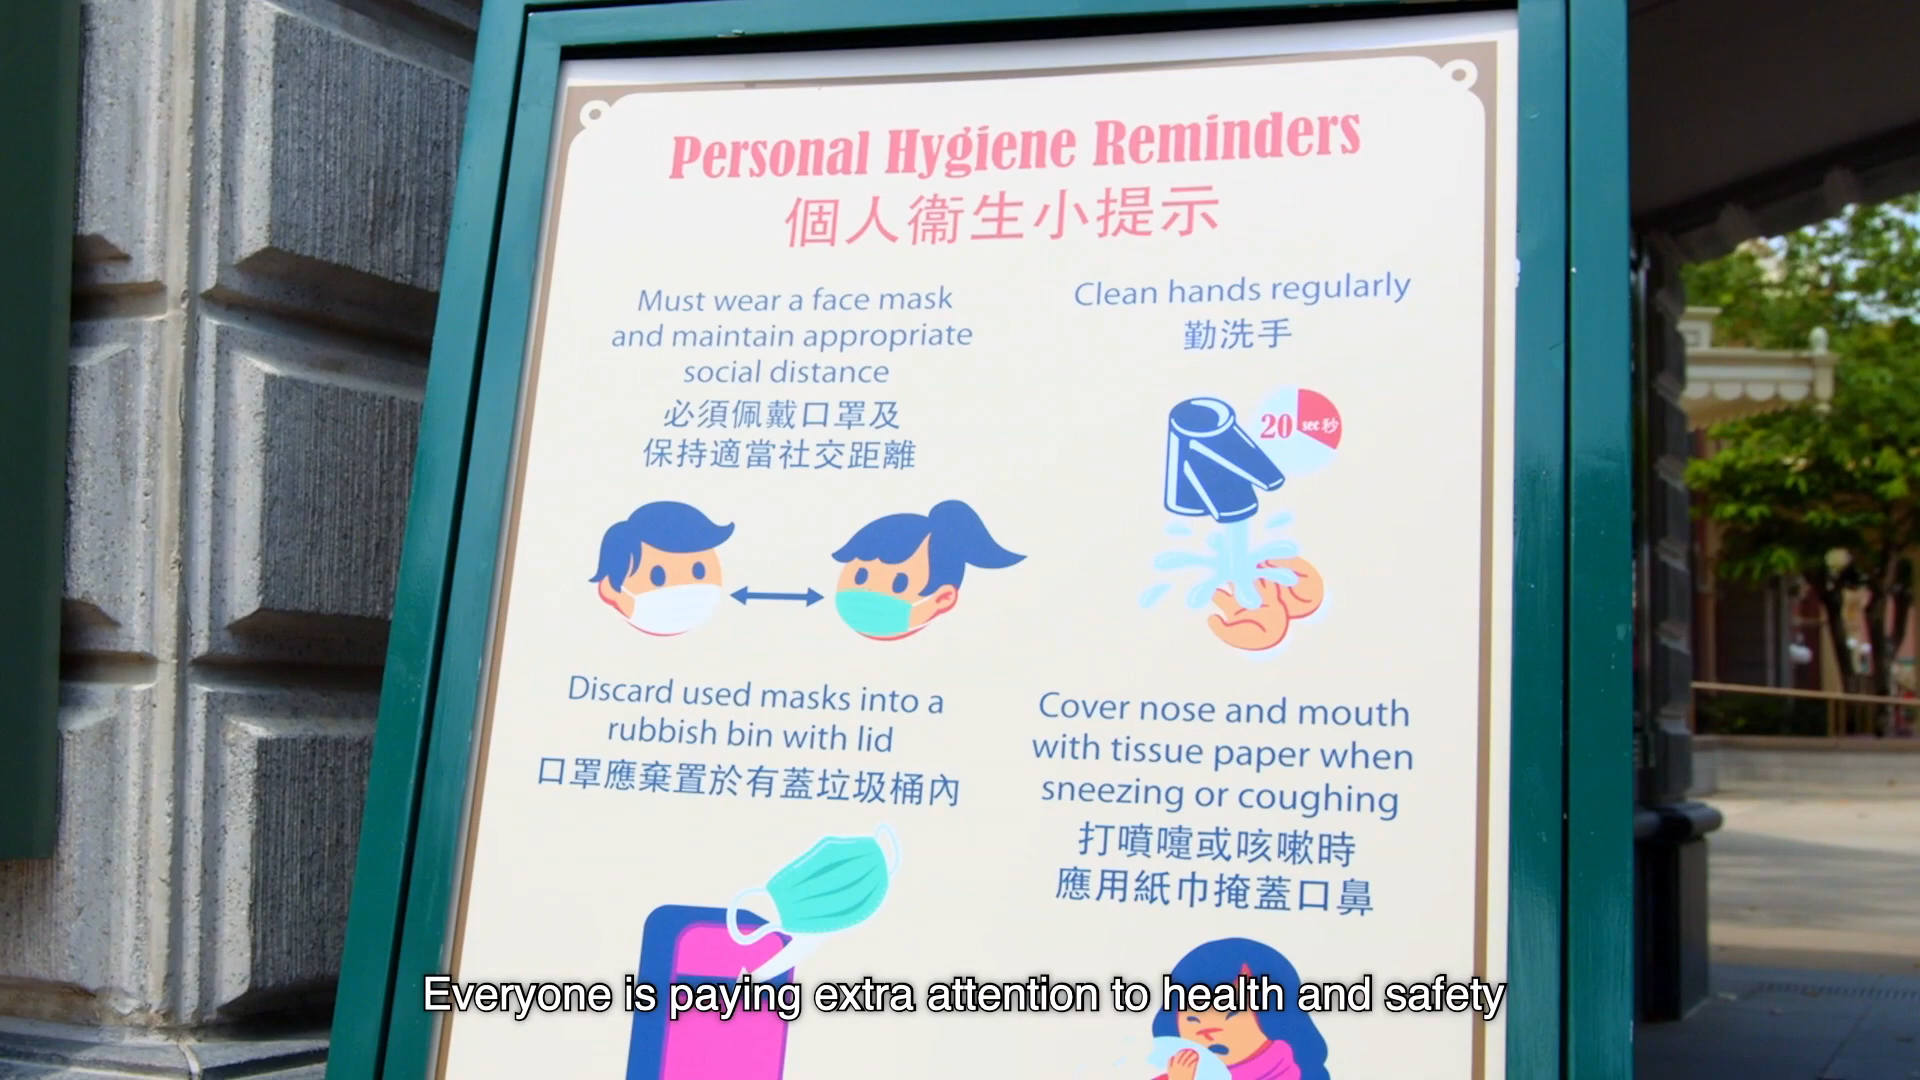 Personal Hygiene Reminders
個人衞生小提示
Must wear a face mask
and maintain appropriate
social distance
必須佩戴口罩及
保持適當社交距離
Clean hands regularly
勤洗手
20 sec 秒
Discard used masks into a
rubbish bin with lid
口罩應棄置於有蓋垃圾桶內
Cover nose and mouth
with tissue paper when
sneezing or coughing
打噴嚏或咳嗽時
應用紙巾掩蓋口鼻
Everyone is paying extra attention to health and safety